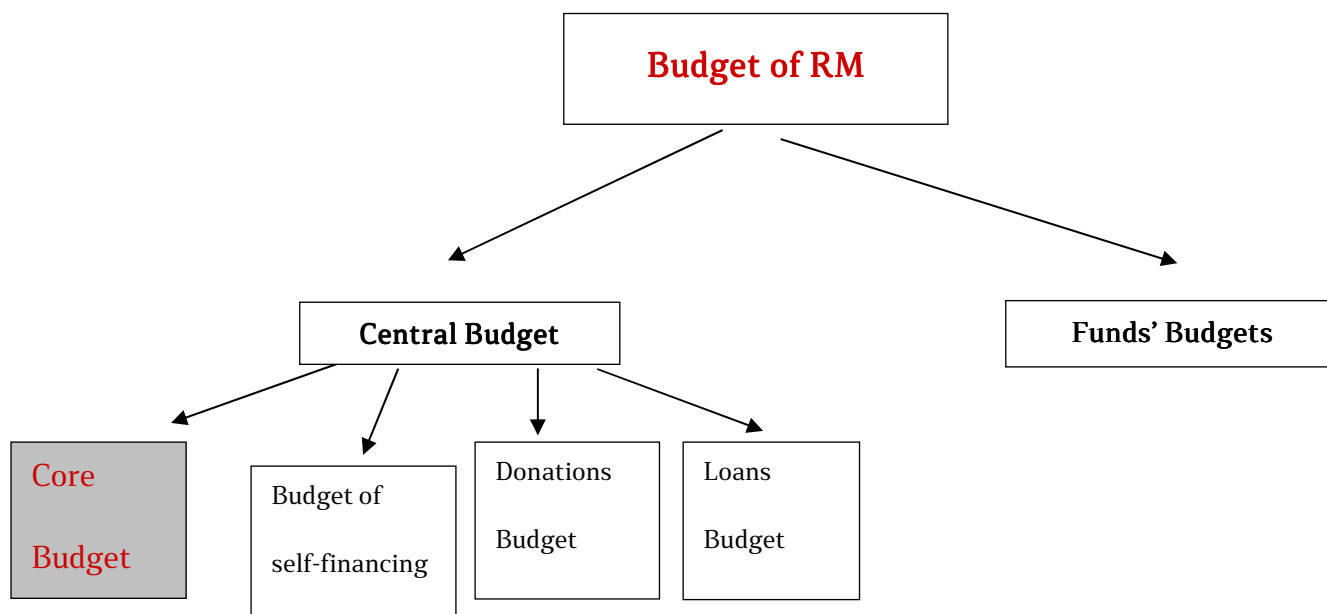 Budget of RM
Central Budget
Funds’ Budgets
Core
Budget
Budget of
self-financing
Donations
Budget
Loans
Budget